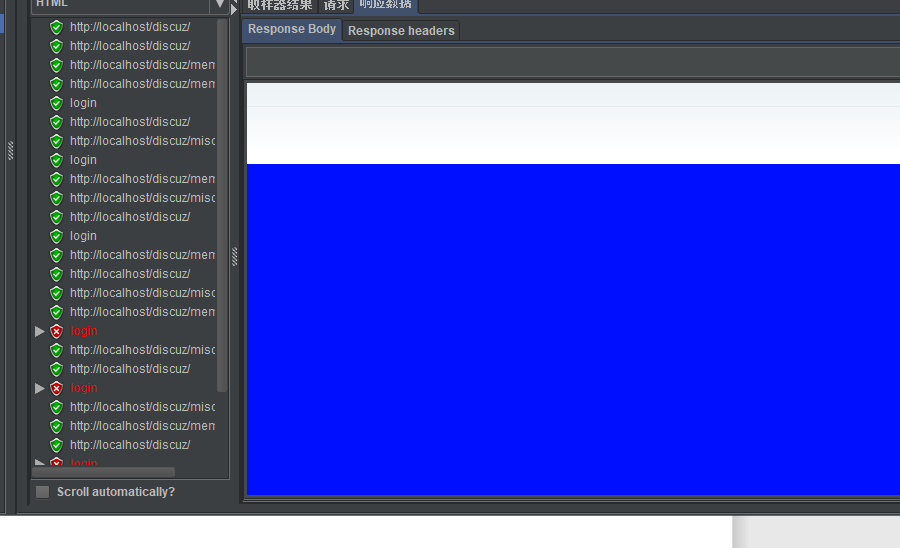 HTML
取样器结果 请求 响应数据
Response Body Response headers
http://localhost/discuz/
http://localhost/discuz/
http://localhost/discuz/mem
http://localhost/discuz/mem
login
http://localhost/discuz/
http://localhost/discuz/misc
login
http://localhost/discuz/mem
http://localhost/discuz/misc
http://localhost/discuz/
login
http://localhost/discuz/mem
http://localhost/discuz/
http://localhost/discuz/misc
http://localhost/discuz/mem
login
http://localhost/discuz/misc
http://localhost/discuz/
login
http://localhost/discuz/misc
http://localhost/discuz/mem
http://localhost/discuz/
login
Scroll automatically?